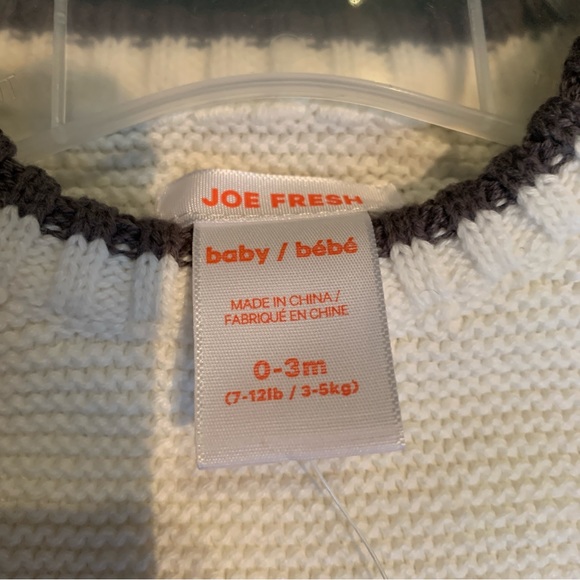 JOE FRESH
baby / bébé
MADE IN CHINA /
FABRIQUÉ EN CHINE
0-3m
(7-12lb / 3-5kg)